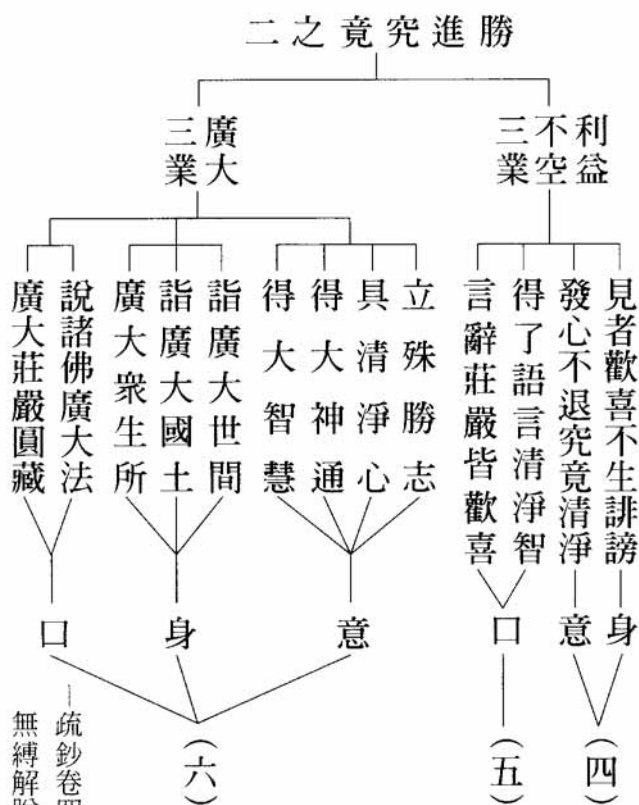 二之竟究進勝
利益
不空
三業
廣大
三業
見者歡喜不生誹謗
發心不退究竟清淨
得了語言清淨智
言辭莊嚴皆歡喜
立殊勝志
具清淨心
得大神通
得大智慧
詣廣大世間
詣廣大國土
廣大眾生所
說諸佛廣大法
廣大莊嚴圓藏
身
意
口
意
身
口
(四)
(五)
(六)
—疏鈔卷四
無縛解脫